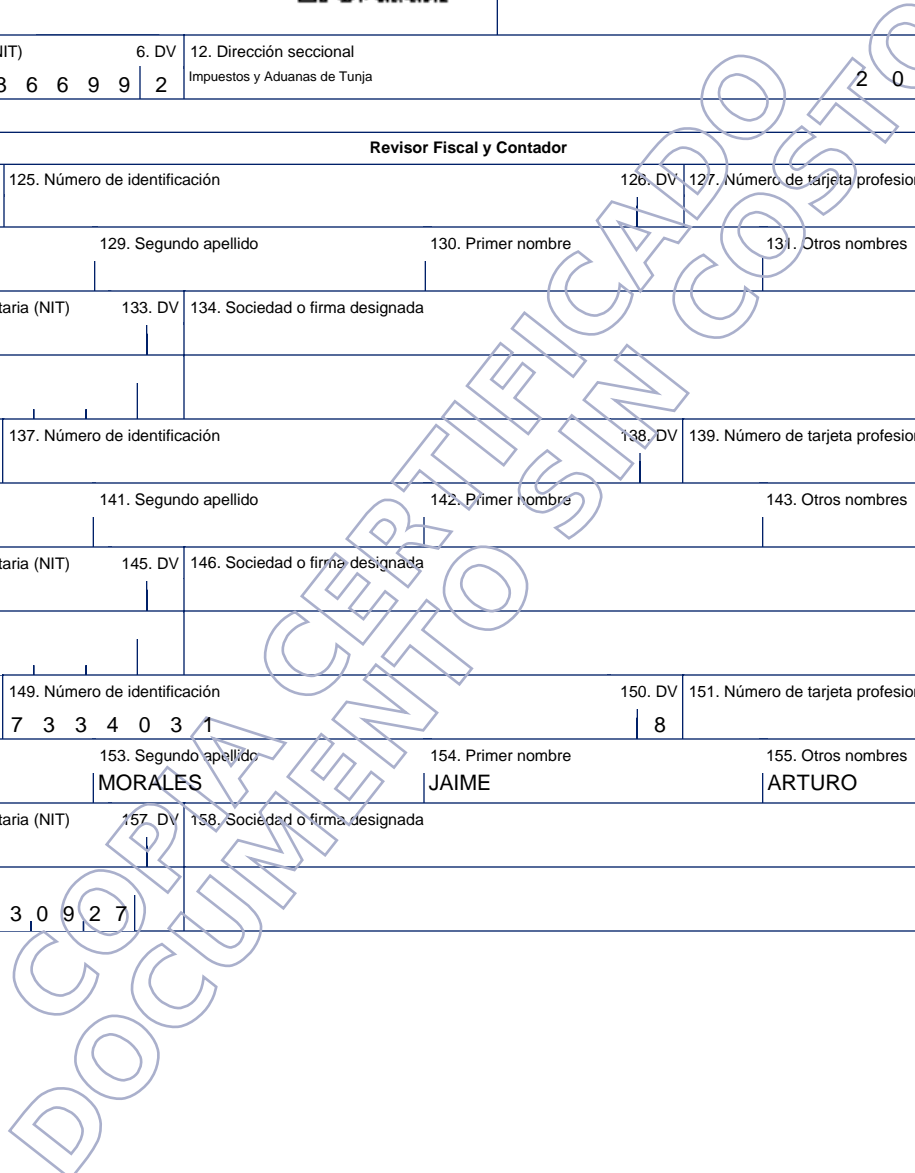 NIT) 6. DV 12. Dirección seccional
3 6 6 9 9 2 Impuestos y Aduanas de Tunja 2 0
Revisor Fiscal y Contador
125. Número de identificación 126. DV 127. Número de tarjeta profesion
129. Segundo apellido 130. Primer nombre 131. Otros nombres
taria (NIT) 133. DV 134. Sociedad o firma designada
137. Número de identificación 138. DV 139. Número de tarjeta profesion
141. Segundo apellido 142. Primer nombre 143. Otros nombres
taria (NIT) 145. DV 146. Sociedad o firma designada
149. Número de identificación 150. DV 151. Número de tarjeta profesion
7 3 3 4 0 3 1 8
153. Segundo apellido 154. Primer nombre 155. Otros nombres
MORALES JAIME ARTURO
taria (NIT) 157. DV 158. Sociedad o firma designada
3 0 9 2 7
COPIA CERTIFICADO
DOCUMENTO SIN COSTO